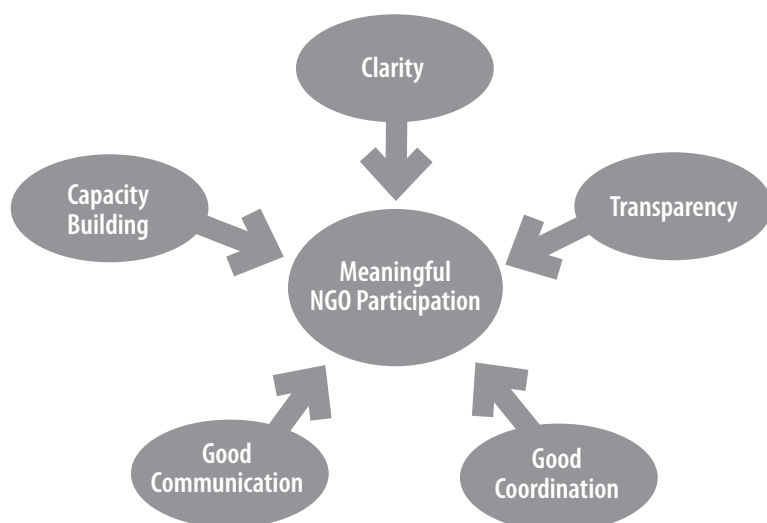 Clarity
Capacity
Building
Transparency
Meaningful
NGO Participation
Good
Communication
Good
Coordination